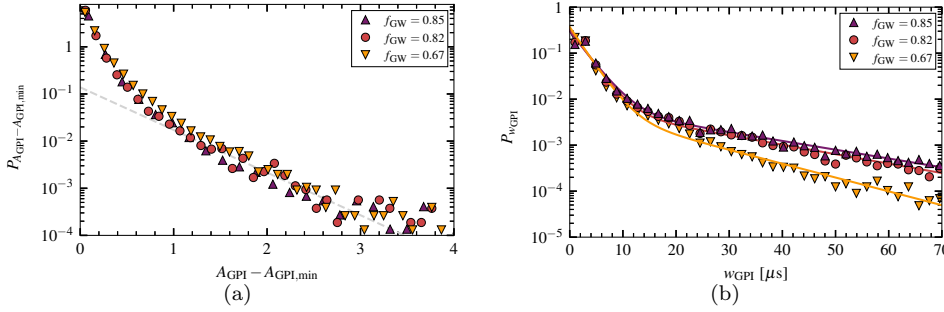 f_GW = 0.85
f_GW = 0.82
f_GW = 0.67
P_{A_GPI−A_GPI,min}
1
10⁻¹
10⁻²
10⁻³
10⁻⁴
0 1 2 3 4
A_GPI − A_GPI,min
(a)
f_GW = 0.85
f_GW = 0.82
f_GW = 0.67
P_{w_GPI}
10⁰
10⁻¹
10⁻²
10⁻³
10⁻⁴
10⁻⁵
0 10 20 30 40 50 60 70
w_GPI [μs]
(b)